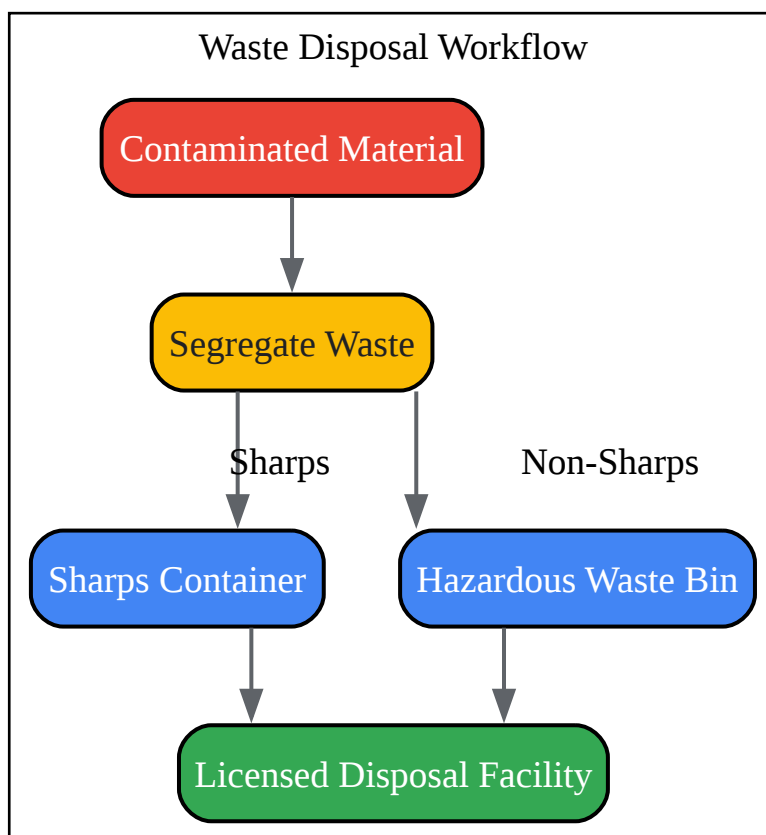 Waste Disposal Workflow
Contaminated Material
Segregate Waste
Sharps
Non-Sharps
Sharps Container
Hazardous Waste Bin
Licensed Disposal Facility